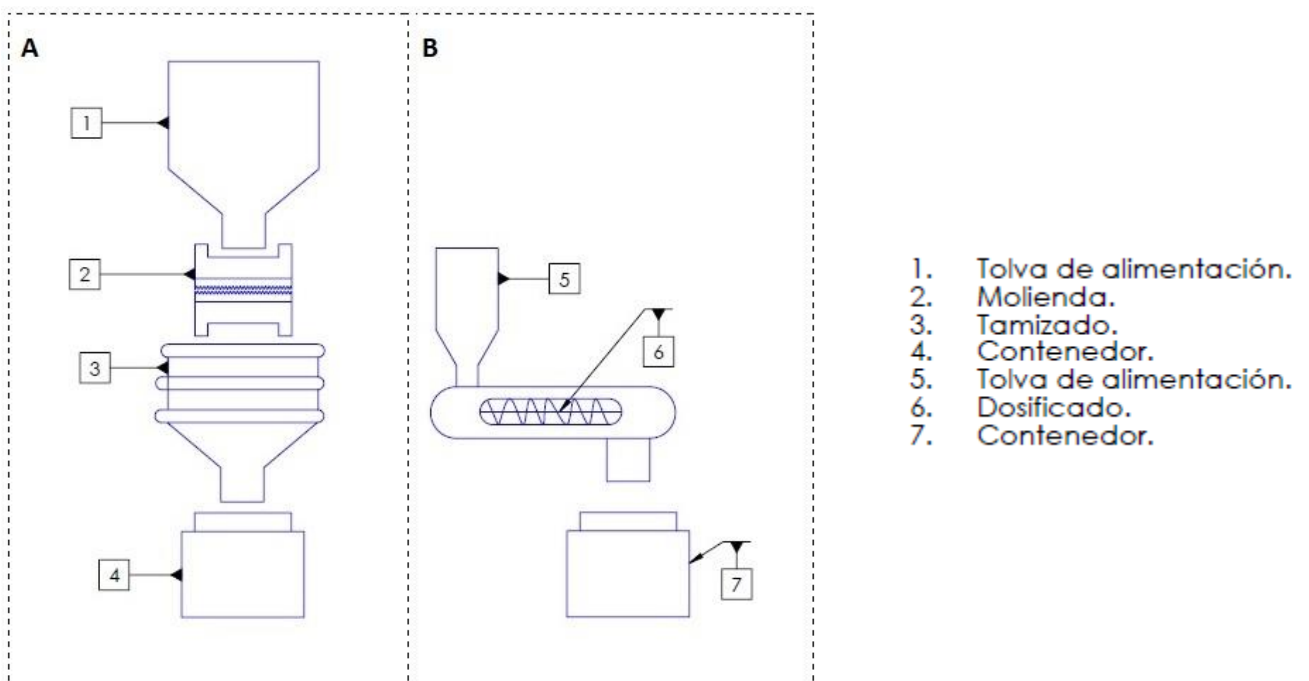 A
B
1
2
3
4
5
6
7
1. Tolva de alimentación.
2. Molienda.
3. Tamizado.
4. Contenedor.
5. Tolva de alimentación.
6. Dosificado.
7. Contenedor.